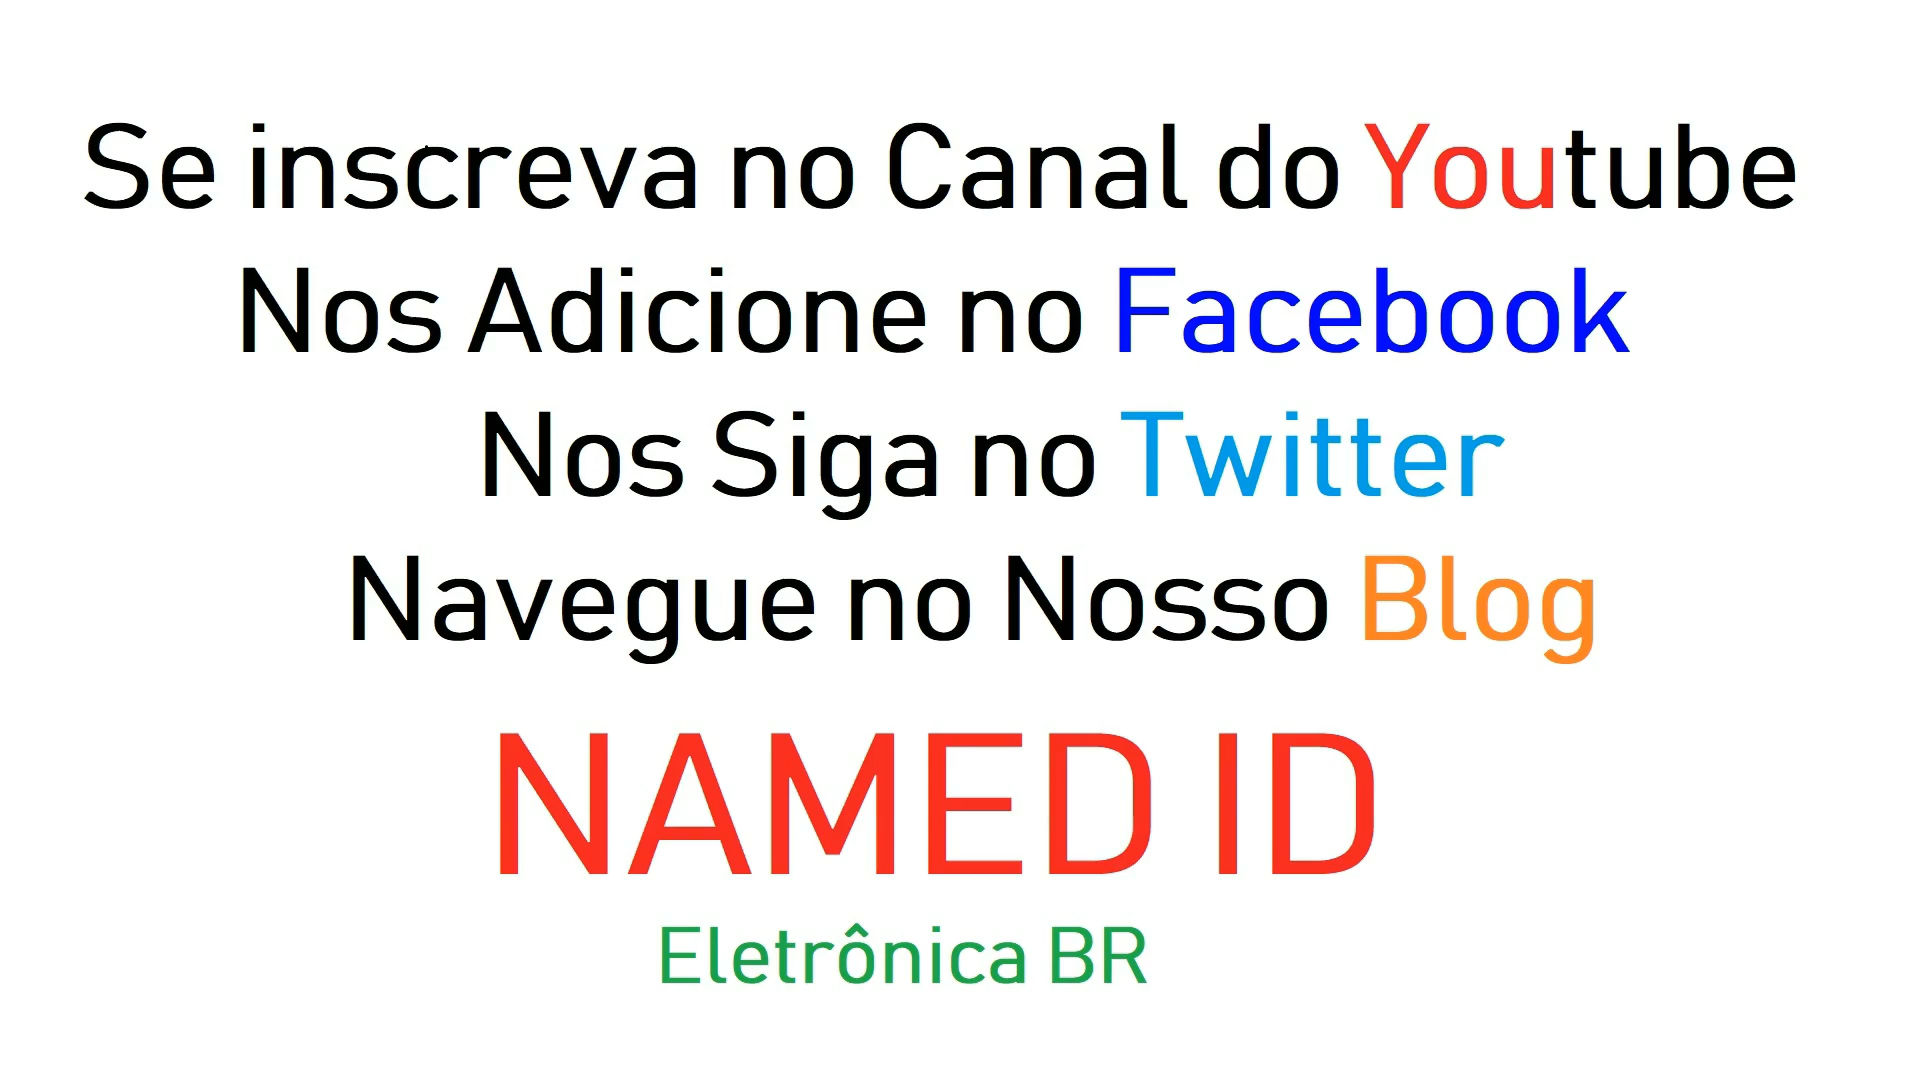 Se inscreva no Canal do Youtube
Nos Adicione no Facebook
Nos Siga no Twitter
Navegue no Nosso Blog
NAMED ID
Eletrônica BR